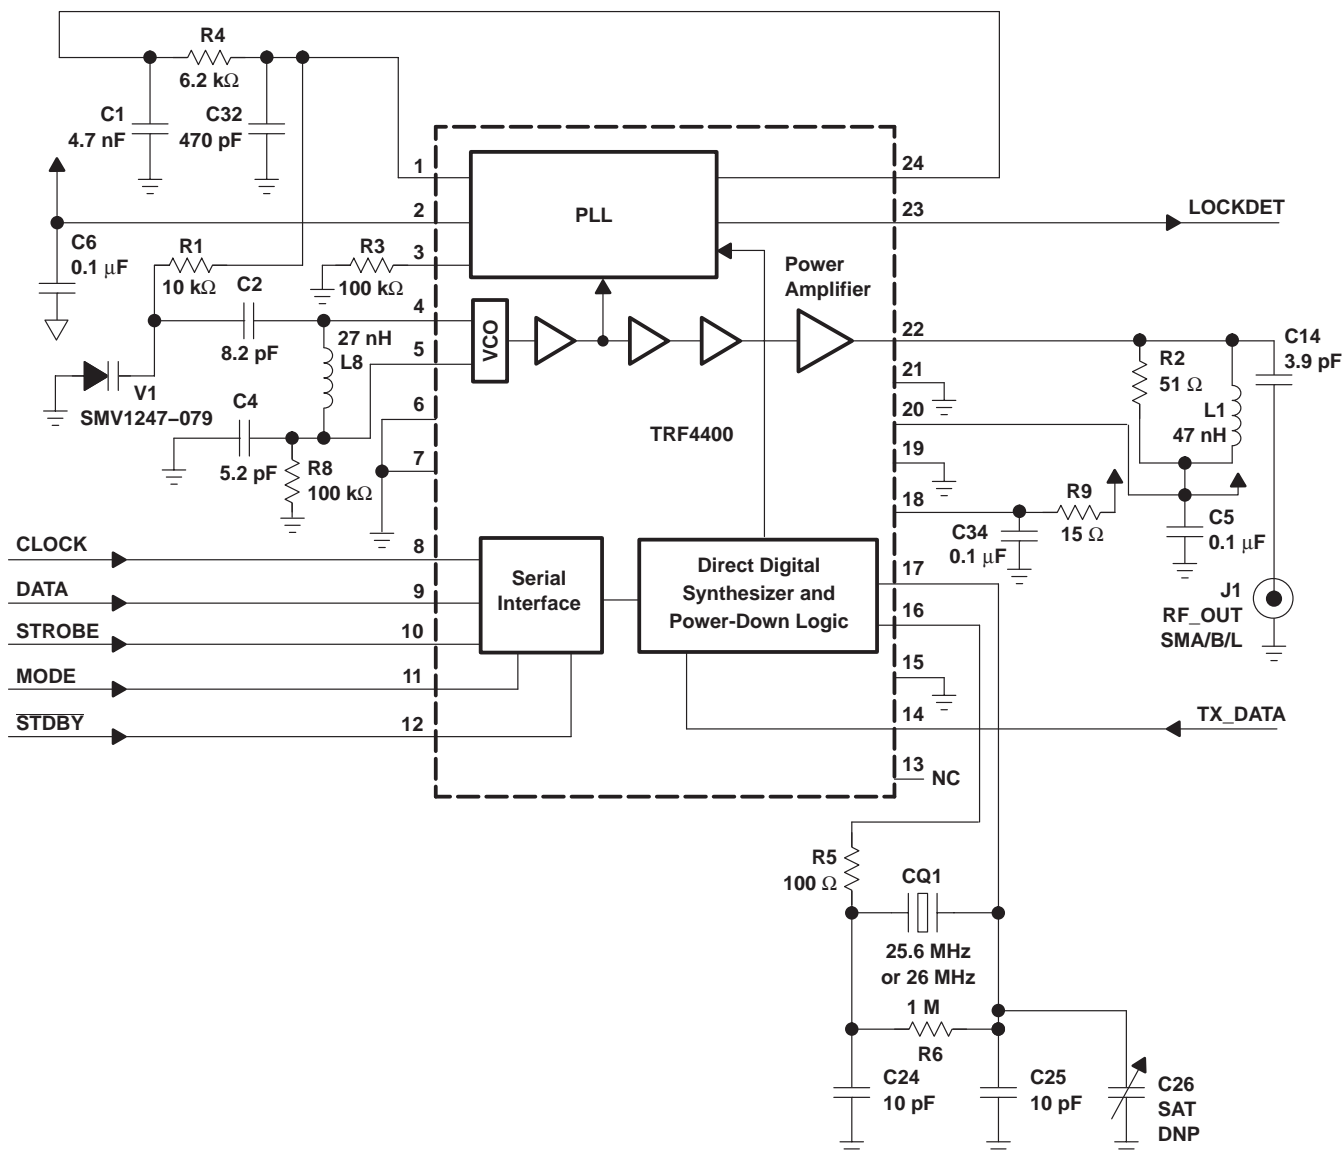 R4
6.2 kΩ
C1
4.7 nF
C32
470 pF
1
24
PLL
2
23
LOCKDET
C6
0.1 μF
R1
10 kΩ
R3
100 kΩ
3
Power
Amplifier
C2
8.2 pF
4
27 nH
L8
VCO
22
C14
3.9 pF
5
R2
51 Ω
21
V1
SMV1247–079
C4
5.2 pF
6
20
L1
47 nH
TRF4400
7
19
R8
100 kΩ
18
R9
15 Ω
C34
0.1 μF
C5
0.1 μF
CLOCK
8
Serial
Interface
Direct Digital
Synthesizer and
Power-Down Logic
17
J1
RF_OUT
SMA/B/L
DATA
9
16
STROBE
10
MODE
11
15
STDBY
12
14
TX_DATA
13
NC
R5
100 Ω
CQ1
25.6 MHz
or 26 MHz
1 M
R6
C24
10 pF
C25
10 pF
C26
SAT
DNP